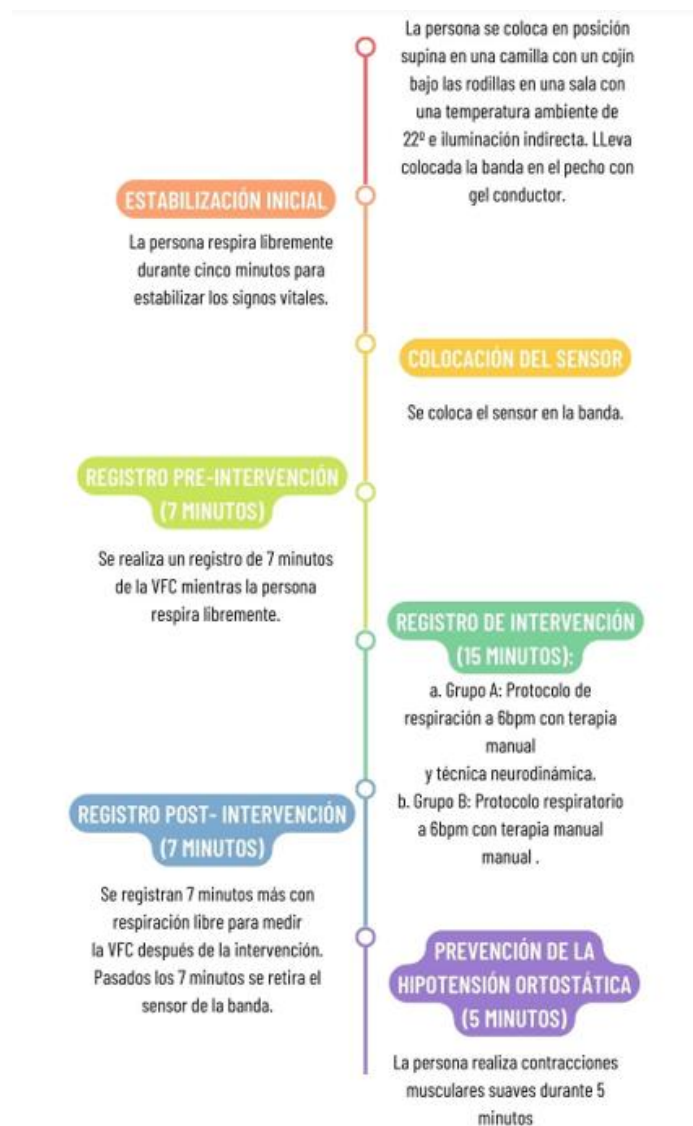 La persona se coloca en posición
supina en una camilla con un cojín
bajo las rodillas en una sala con
una temperatura ambiente de
22º e iluminación indirecta. LLeva
colocada la banda en el pecho con
gel conductor.
ESTABILIZACIÓN INICIAL
La persona respira libremente
durante cinco minutos para
estabilizar los signos vitales.
COLOCACIÓN DEL SENSOR
Se coloca el sensor en la banda.
REGISTRO PRE-INTERVENCIÓN
(7 MINUTOS)
Se realiza un registro de 7 minutos
de la VFC mientras la persona
respira libremente.
REGISTRO DE INTERVENCIÓN
(15 MINUTOS):
a. Grupo A: Protocolo de
respiración a 6bpm con terapia
manual
y técnica neurodinámica.
b. Grupo B: Protocolo respiratorio
a 6bpm con terapia manual
manual .
REGISTRO POST- INTERVENCIÓN
(7 MINUTOS)
Se registran 7 minutos más con
respiración libre para medir
la VFC después de la intervención.
Pasados los 7 minutos se retira el
sensor de la banda.
PREVENCIÓN DE LA
HIPOTENSIÓN ORTOSTÁTICA
(5 MINUTOS)
La persona realiza contracciones
musculares suaves durante 5
minutos